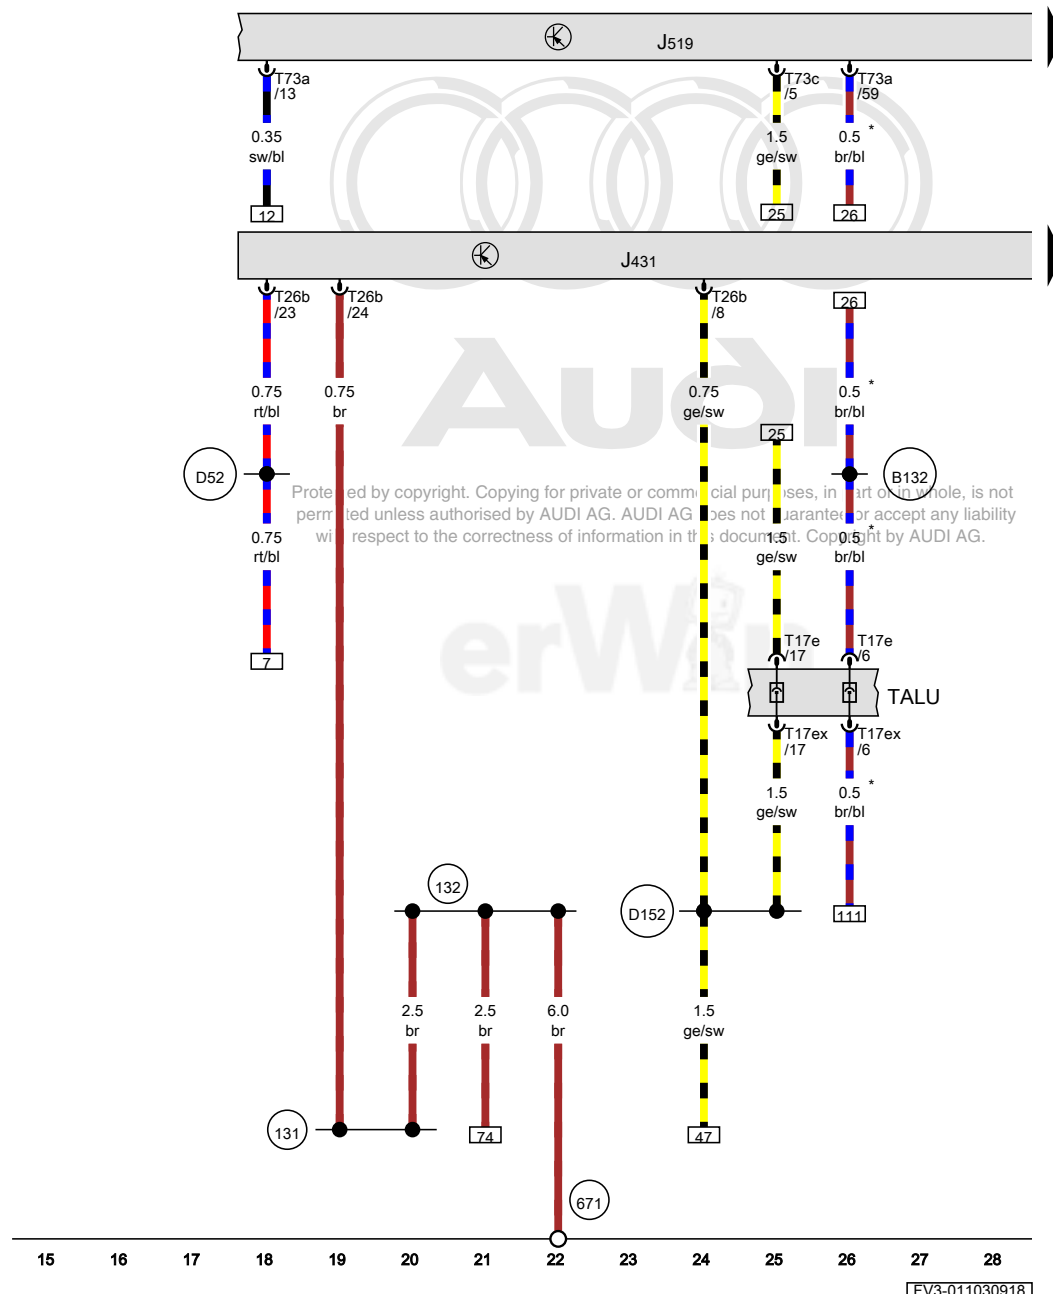 J519
T73a
/13
T73c
/5
T73a
/59
0.35
sw/bl
1.5
ge/sw
0.5 *
br/bl
12
25
26
J431
T26b
/23
T26b
/24
T26b
/8
26
0.75
rt/bl
0.75
br
0.75
ge/sw
0.5 *
br/bl
Audi
25
D52
B132
Protected by copyright. Copying for private or commercial purposes, in part or in whole, is not
permitted unless authorised by AUDI AG. AUDI AG does not guarantee or accept any liability
with respect to the correctness of information in this document. Copyright by AUDI AG.
0.75
rt/bl
1.5
ge/sw
0.5 *
br/bl
erWin
7
T17e
/17
T17e
/6
TALU
T17ex
/17
T17ex
/6
1.5
ge/sw
0.5 *
br/bl
132
D152
111
2.5
br
2.5
br
6.0
br
1.5
ge/sw
131
74
47
671
15 16 17 18 19 20 21 22 23 24 25 26 27 28
EV3-011030918